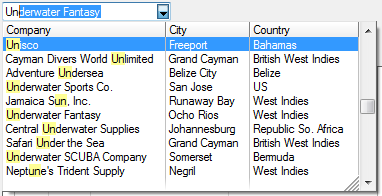 Underwater Fantasy
Company City Country
Unisco Freeport Bahamas
Cayman Divers World Unlimited Grand Cayman British West Indies
Adventure Undersea Belize City Belize
Underwater Sports Co. San Jose US
Jamaica Sun, Inc. Runaway Bay West Indies
Underwater Fantasy Ocho Rios West Indies
Central Underwater Supplies Johannesburg Republic So. Africa
Safari Under the Sea Grand Cayman British West Indies
Underwater SCUBA Company Somerset Bermuda
Neptune's Trident Supply Negril West Indies